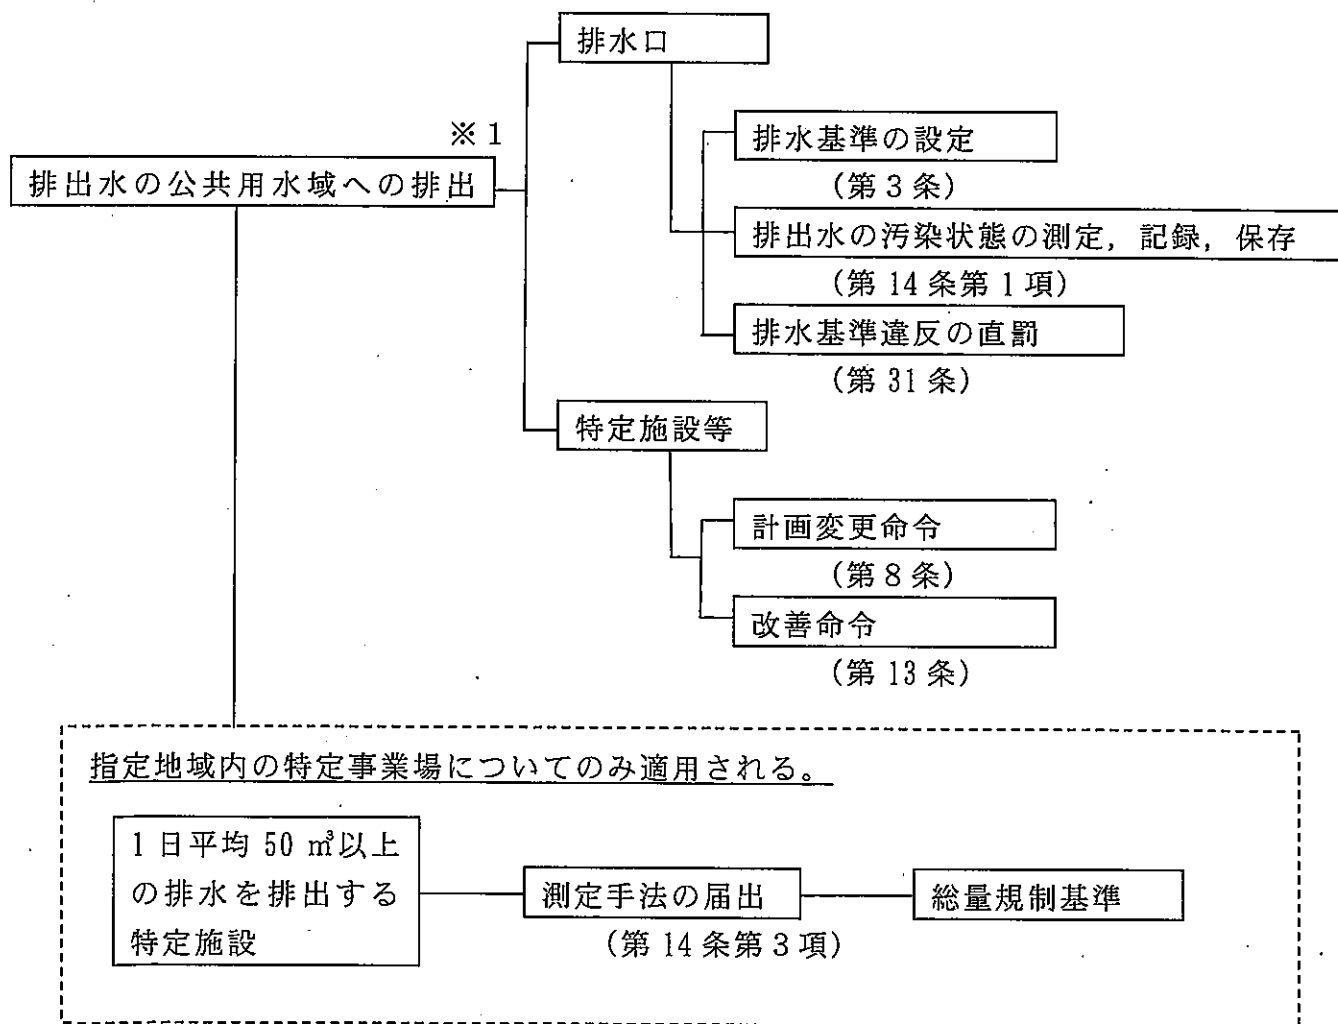 排水口
※1
排水基準の設定
排出水の公共用水域への排出
(第3条)
排出水の汚染状態の測定，記録，保存
(第14条第1項)
排水基準違反の直罰
(第31条)
特定施設等
計画変更命令
(第8条)
改善命令
(第13条)
指定地域内の特定事業場についてのみ適用される。
1日平均50㎥以上
の排水を排出する
特定施設
測定手法の届出
(第14条第3項)
総量規制基準